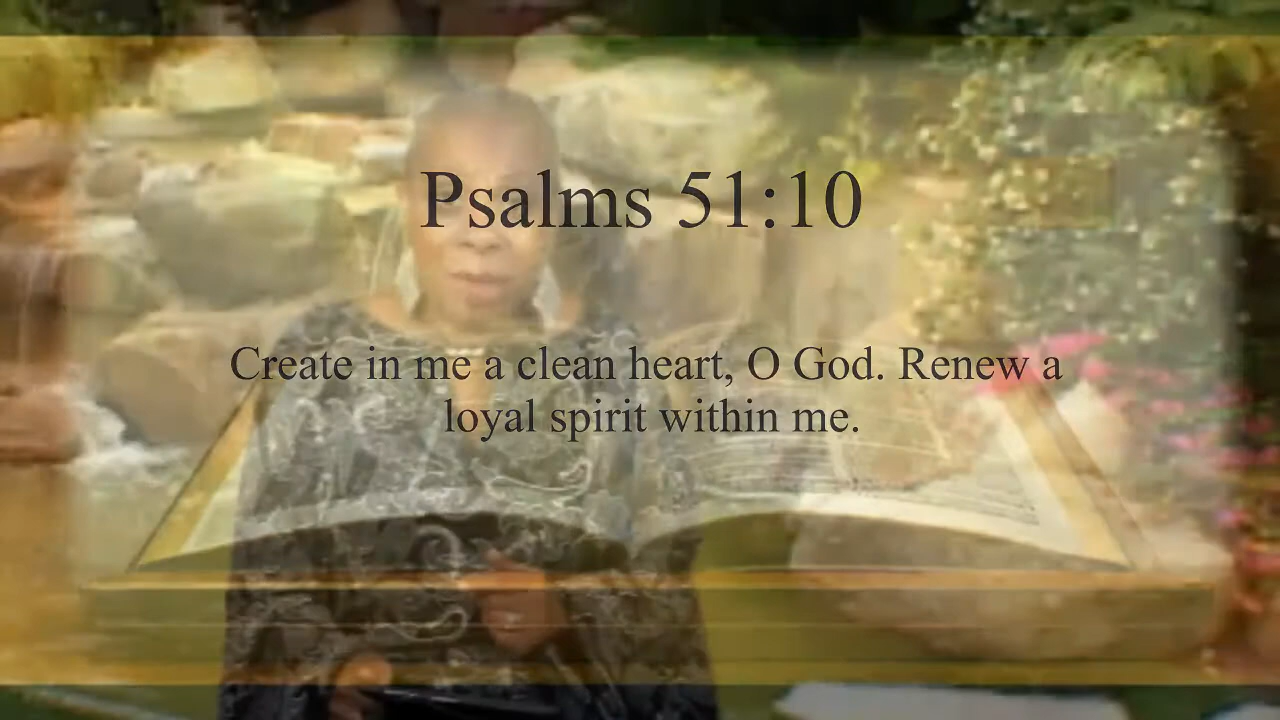 Psalms 51:10
Create in me a clean heart, O God. Renew a
loyal spirit within me.